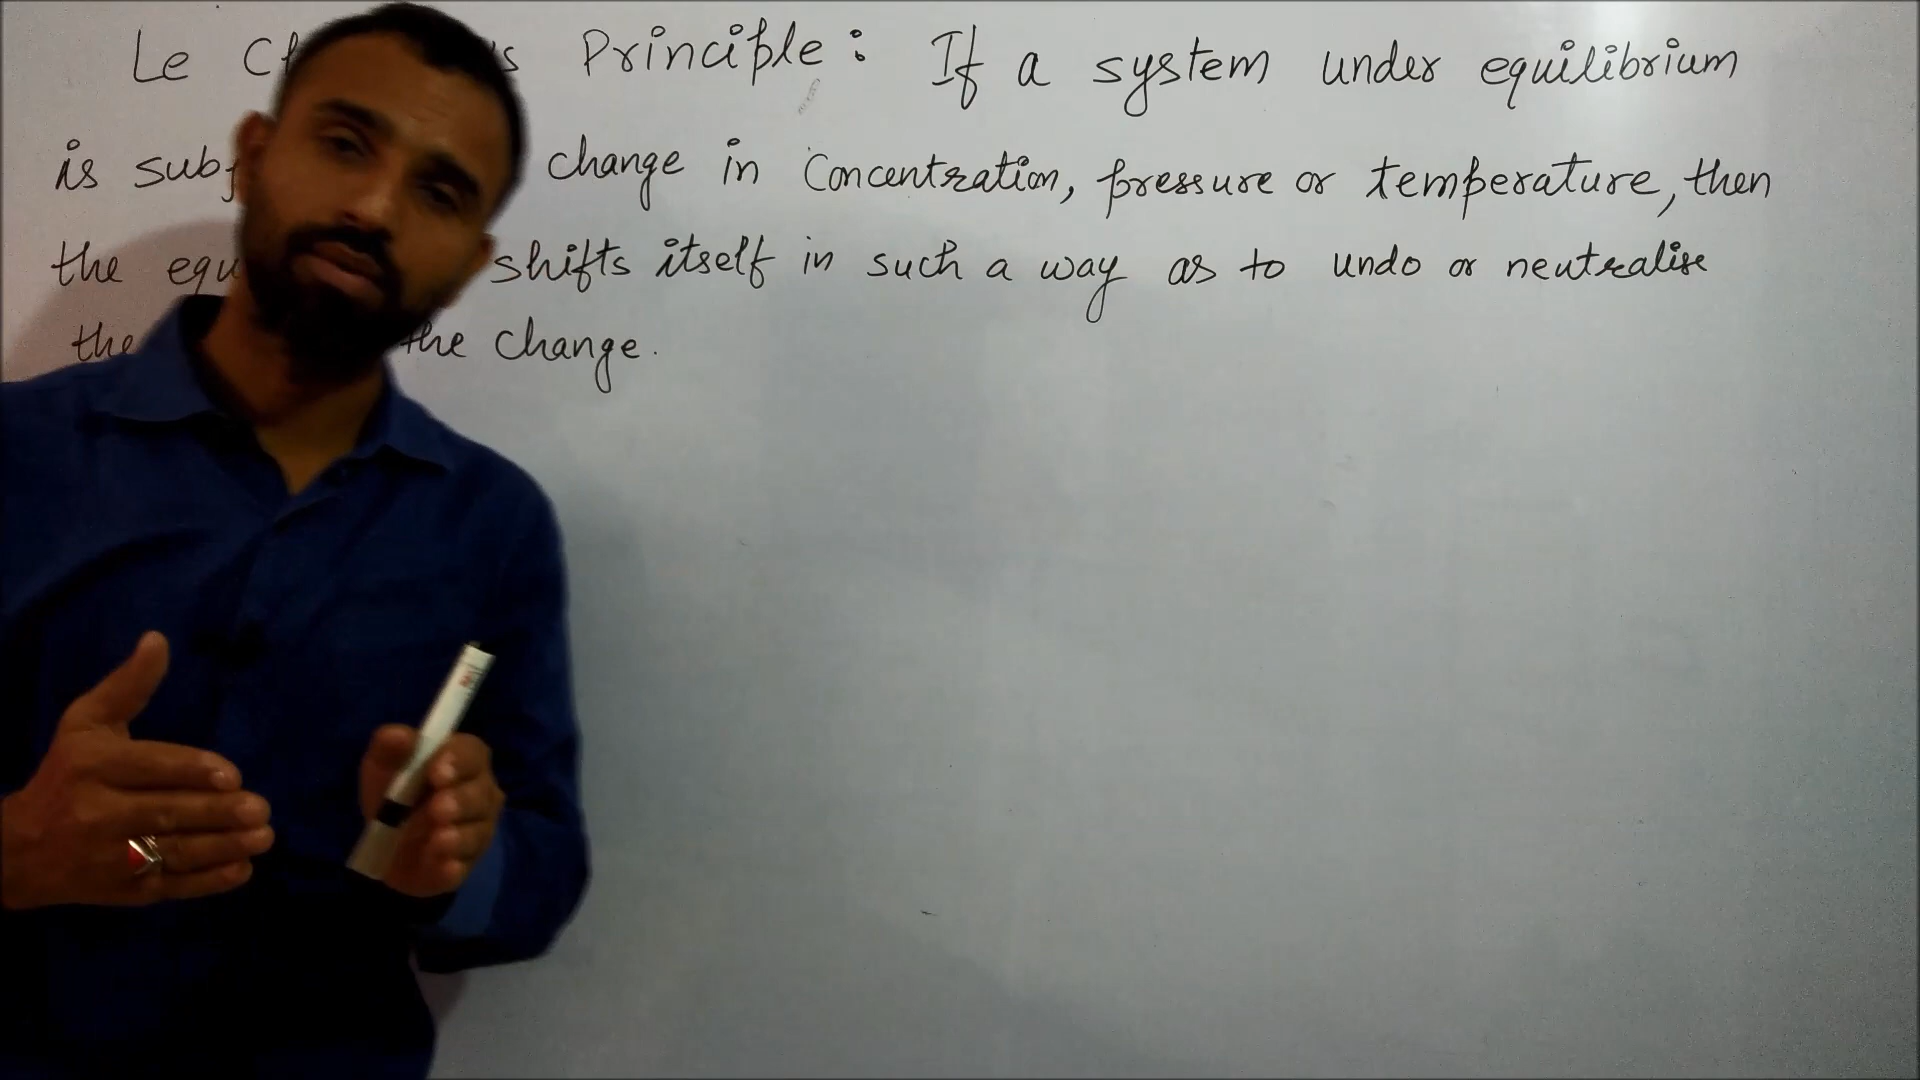 Le 's Principle : If a system under equilibrium
is change in Concentration, pressure or temperature, then
the shifts itself in such a way as to undo or neutralise
the the change.